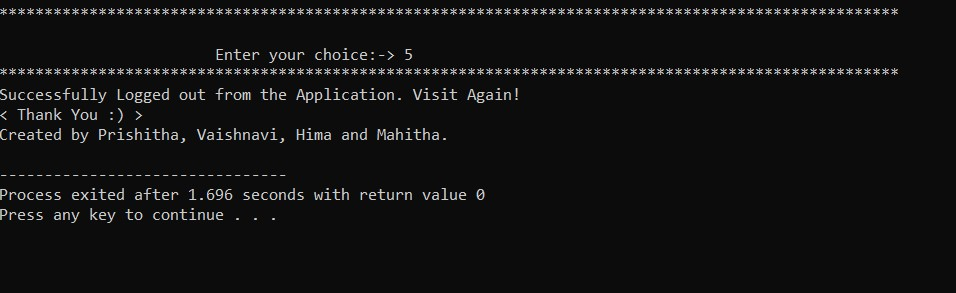 ****************************************************************************************************
Enter your choice:-> 5
****************************************************************************************************
Successfully Logged out from the Application. Visit Again!
< Thank You :) >
Created by Prishitha, Vaishnavi, Hima and Mahitha.
--------------------------------
Process exited after 1.696 seconds with return value 0
Press any key to continue . . .